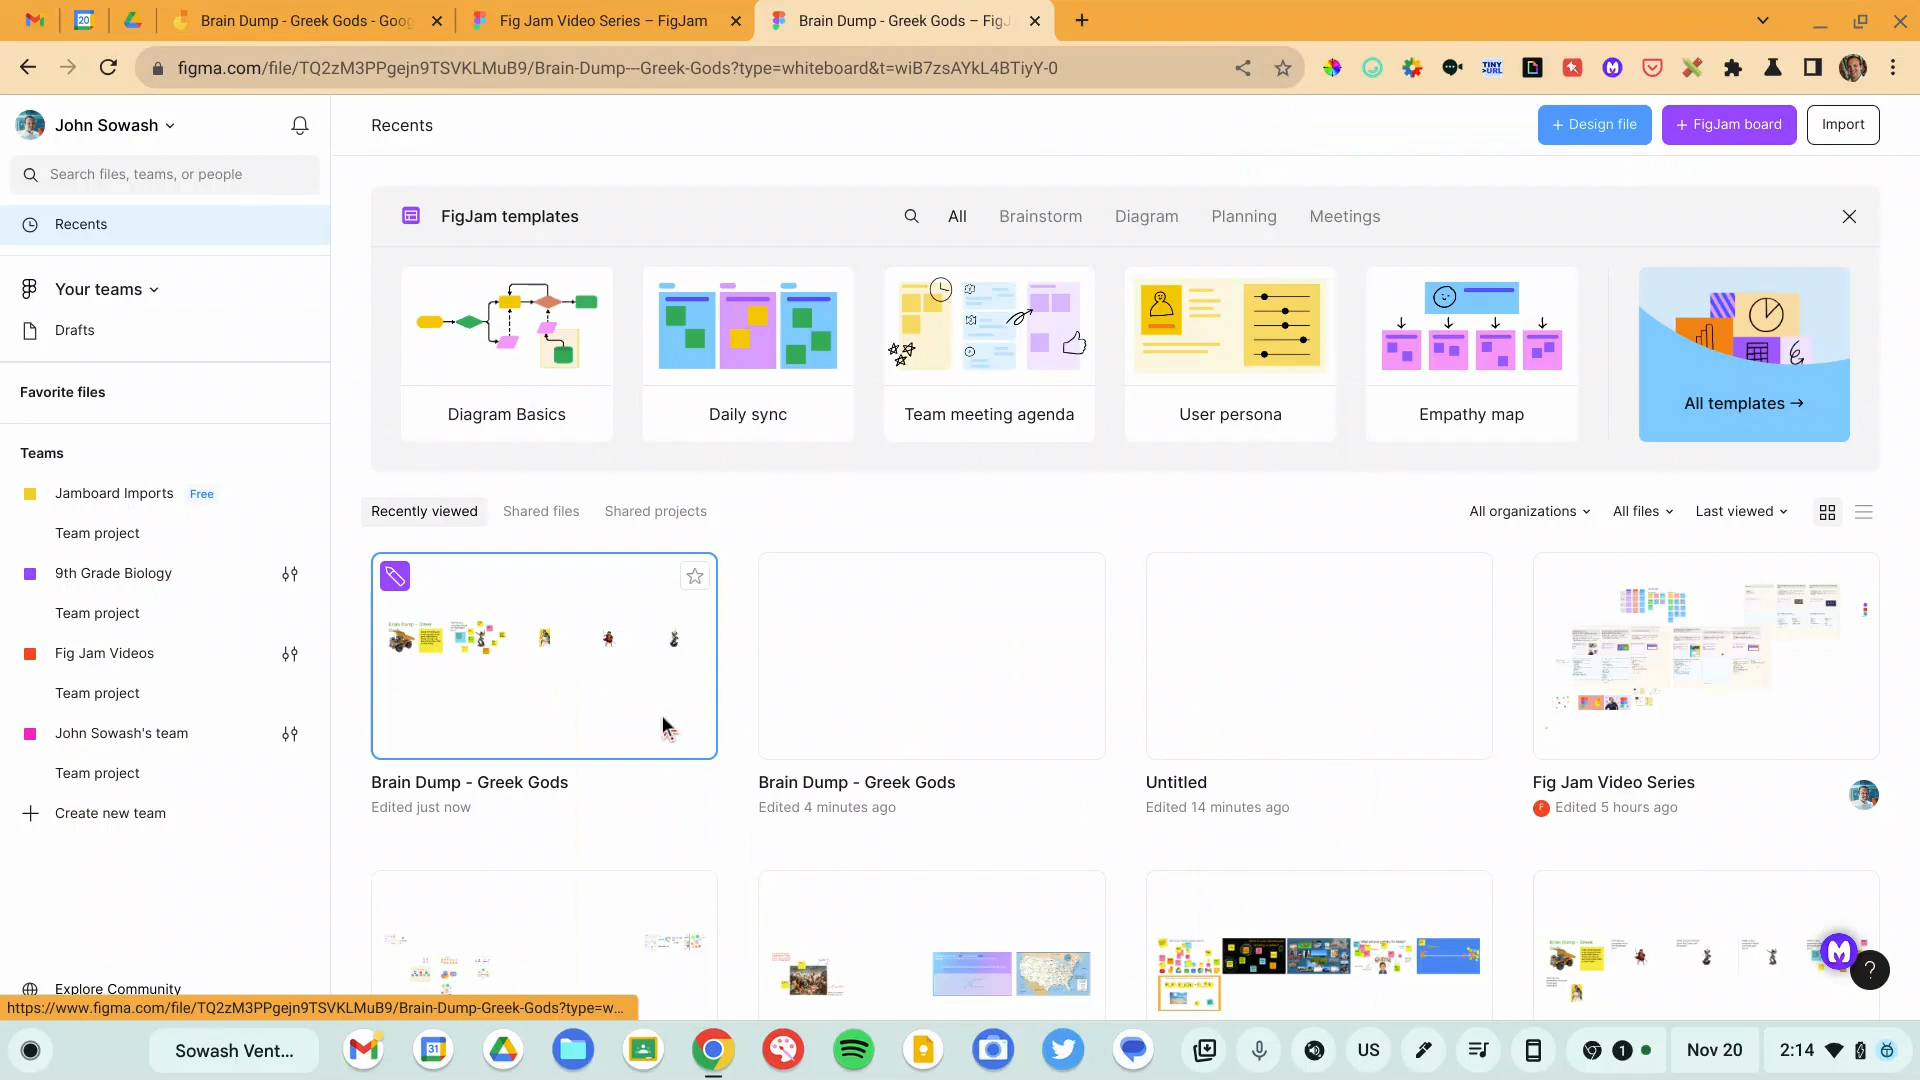 Brain Dump - Greek Gods - Goog
Fig Jam Video Series – FigJam
Brain Dump - Greek Gods – FigJ
figma.com/file/TQ2zM3PPgejn9TSVKLMuB9/Brain-Dump---Greek-Gods?type=whiteboard&t=wiB7zsAYkL4BTiyY-0
TINY
URL
John Sowash
Recents
+ Design file
+ FigJam board
Import
Search files, teams, or people
Recents
FigJam templates
All
Brainstorm
Diagram
Planning
Meetings
Your teams
Drafts
Diagram Basics
Daily sync
Team meeting agenda
User persona
Empathy map
All templates →
Favorite files
Teams
Jamboard Imports Free
Team project
9th Grade Biology
Team project
Fig Jam Videos
Team project
John Sowash's team
Team project
Create new team
Recently viewed
Shared files
Shared projects
All organizations
All files
Last viewed
Brain Dump - Greek Gods
Edited just now
Brain Dump - Greek Gods
Edited 4 minutes ago
Untitled
Edited 14 minutes ago
Fig Jam Video Series
F Edited 5 hours ago
Explore Community
https://www.figma.com/file/TQ2zM3PPgejn9TSVKLMuB9/Brain-Dump-Greek-Gods?type=w...
Sowash Vent...
31
US
1
Nov 20
2:14